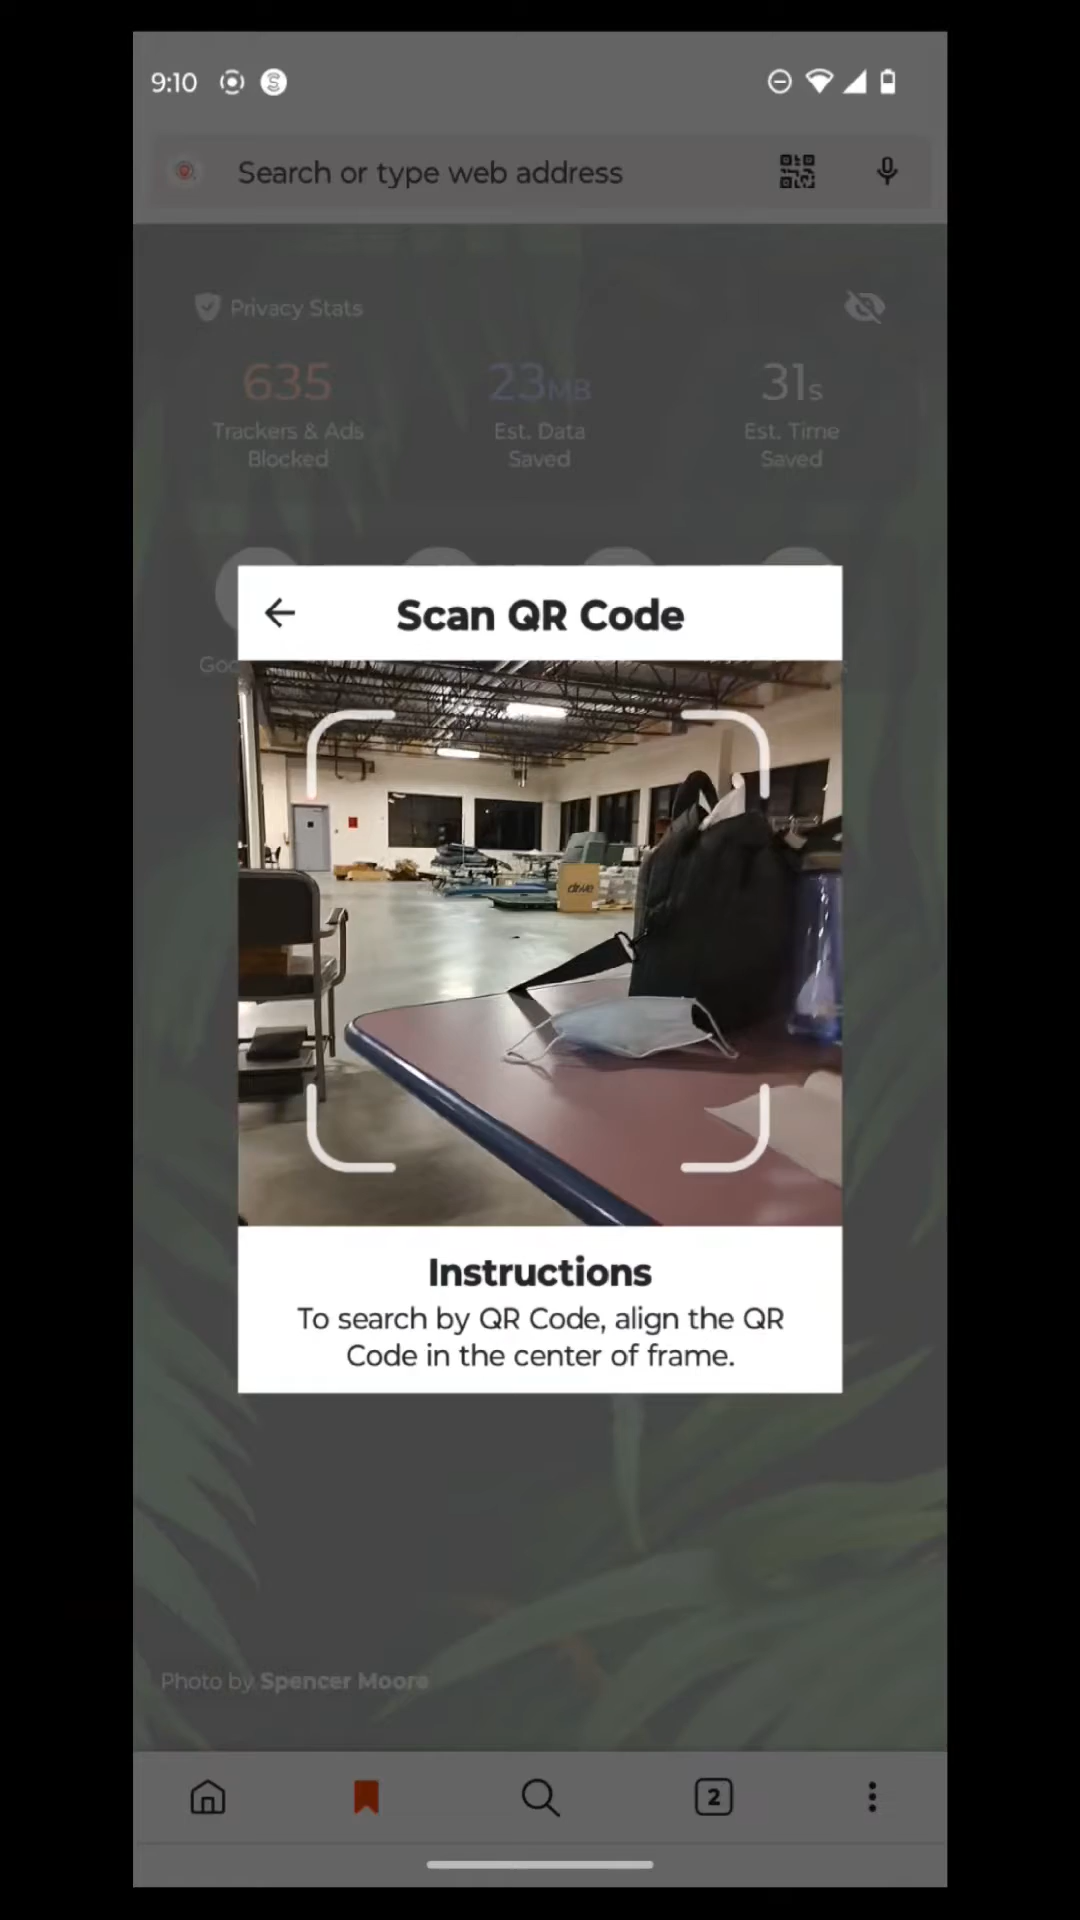 9:10
Search or type web address
Privacy Stats
635
23MB
31s
Trackers & Ads
Blocked
Est. Data
Saved
Est. Time
Saved
Scan QR Code
drive
Instructions
To search by QR Code, align the QR
Code in the center of frame.
Photo by Spencer Moore
2